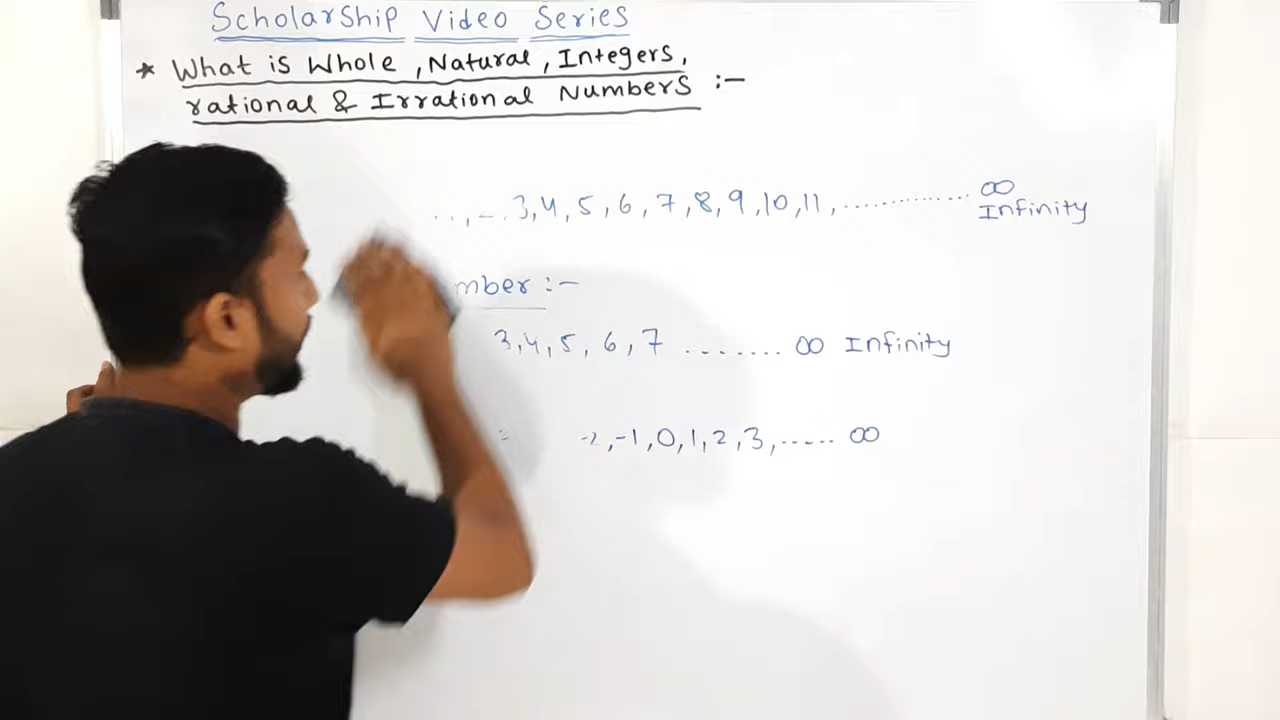 Scholarship Video Series
* What is Whole, Natural, Integers,
rational & Irrational Numbers :-
3,4,5,6,7,8,9,10,11,.............. ∞
Infinity
mber :-
3,4,5,6,7 ........ ∞ Infinity
-2,-1,0,1,2,3,...... ∞